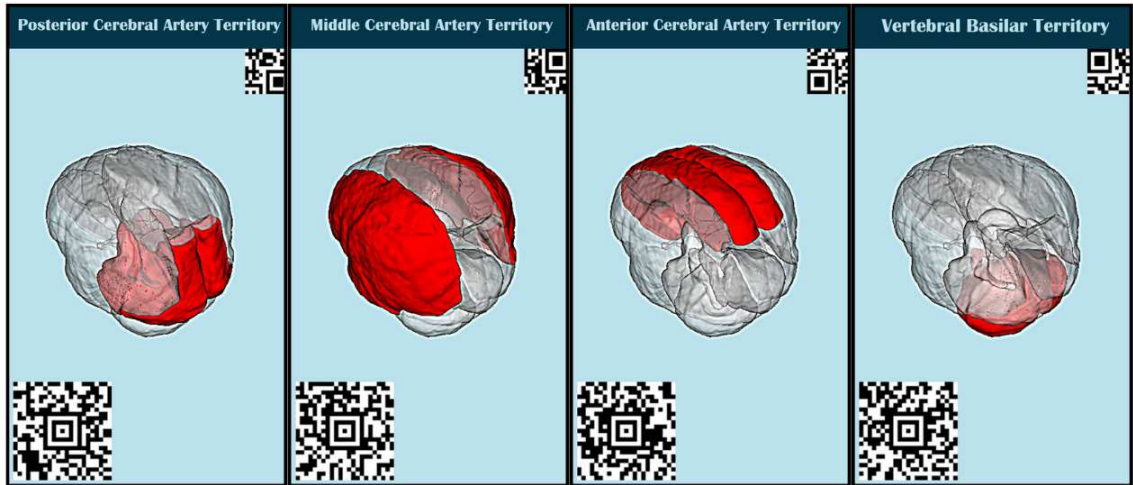 Posterior Cerebral Artery Territory
Middle Cerebral Artery Territory
Anterior Cerebral Artery Territory
Vertebral Basilar Territory